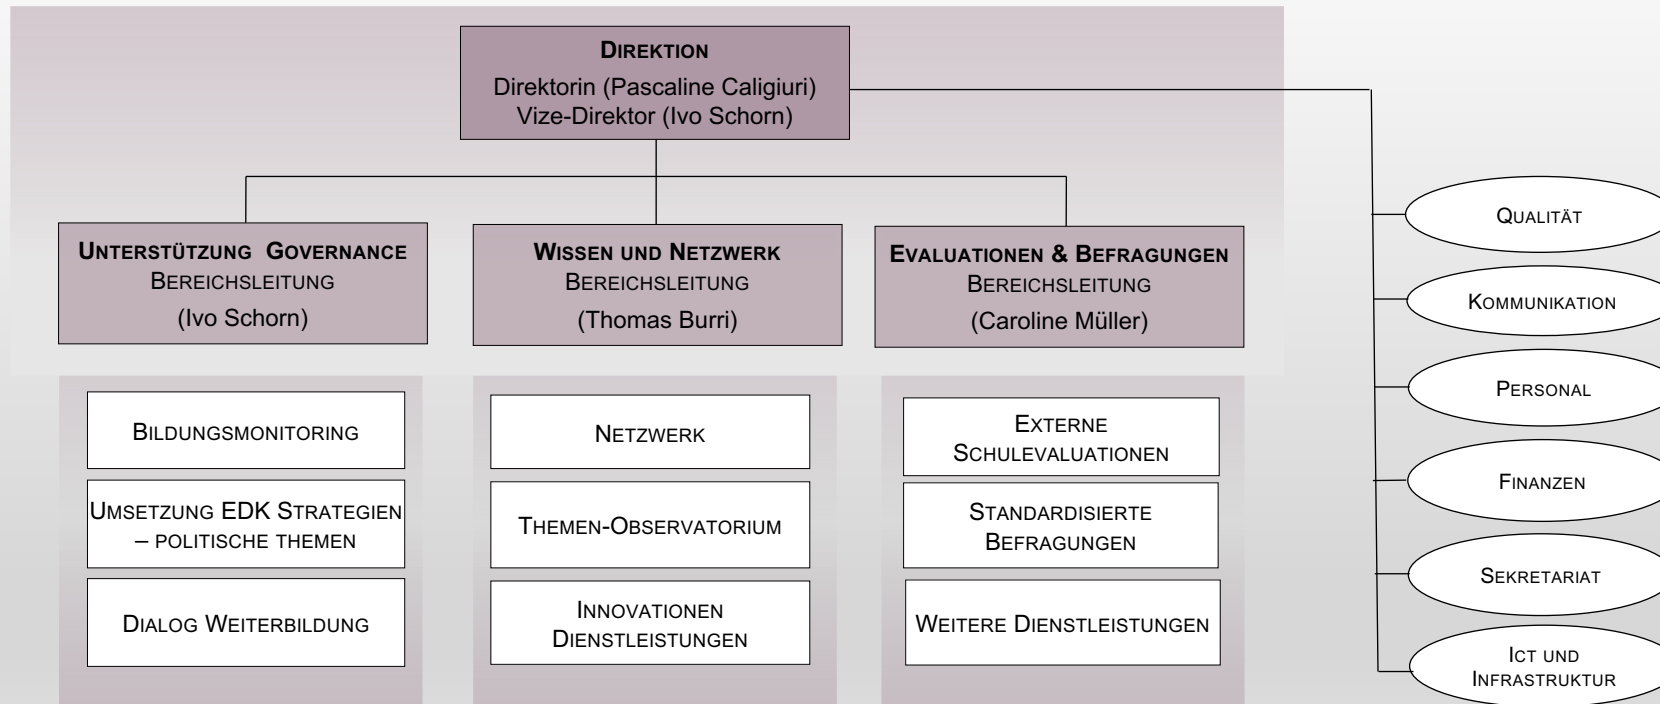 DIREKTION
Direktorin (Pascaline Caligiuri)
Vize-Direktor (Ivo Schorn)
UNTERSTÜTZUNG GOVERNANCE
BEREICHSLEITUNG
(Ivo Schorn)
WISSEN UND NETZWERK
BEREICHSLEITUNG
(Thomas Burri)
EVALUATIONEN & BEFRAGUNGEN
BEREICHSLEITUNG
(Caroline Müller)
BILDUNGSMONITORING
UMSETZUNG EDK STRATEGIEN
– POLITISCHE THEMEN
DIALOG WEITERBILDUNG
NETZWERK
THEMEN-OBSERVATORIUM
INNOVATIONEN
DIENSTLEISTUNGEN
EXTERNE
SCHULEVALUATIONEN
STANDARDISIERTE
BEFRAGUNGEN
WEITERE DIENSTLEISTUNGEN
QUALITÄT
KOMMUNIKATION
PERSONAL
FINANZEN
SEKRETARIAT
ICT UND
INFRASTRUKTUR